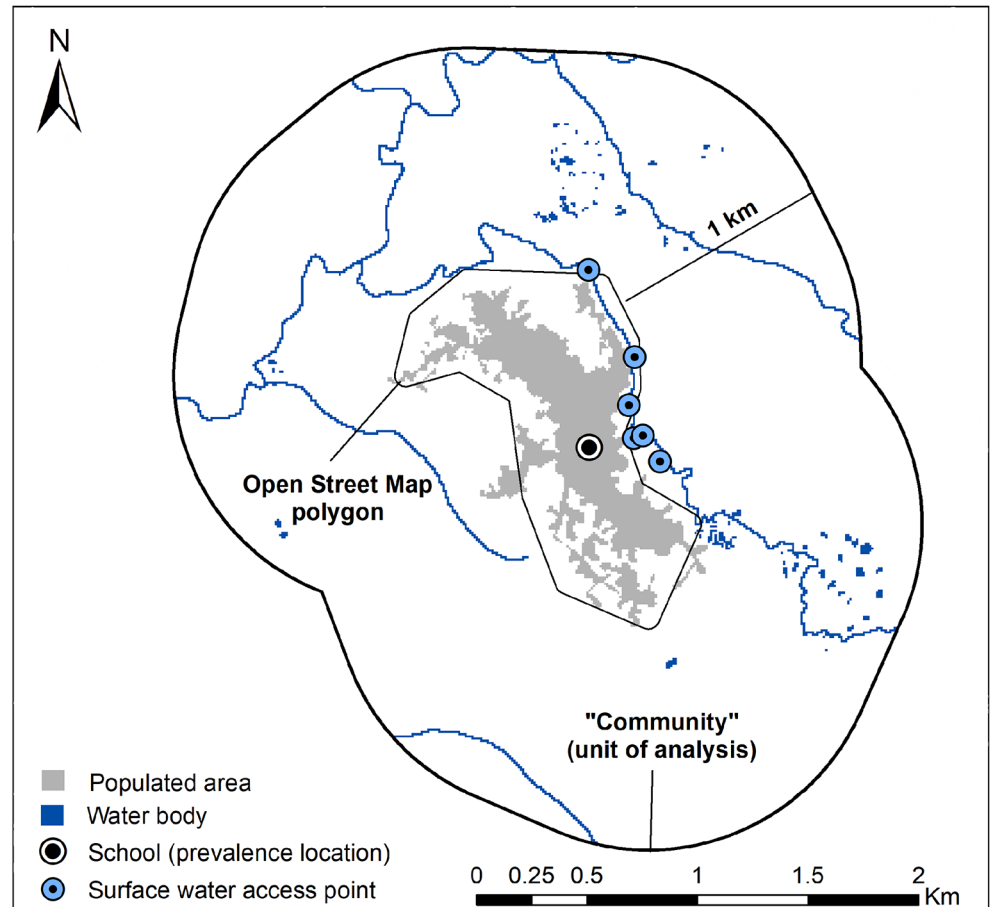 N
1 km
Open Street Map
polygon
"Community"
(unit of analysis)
Populated area
Water body
School (prevalence location)
Surface water access point
0 0.25 0.5 1 1.5 2
Km